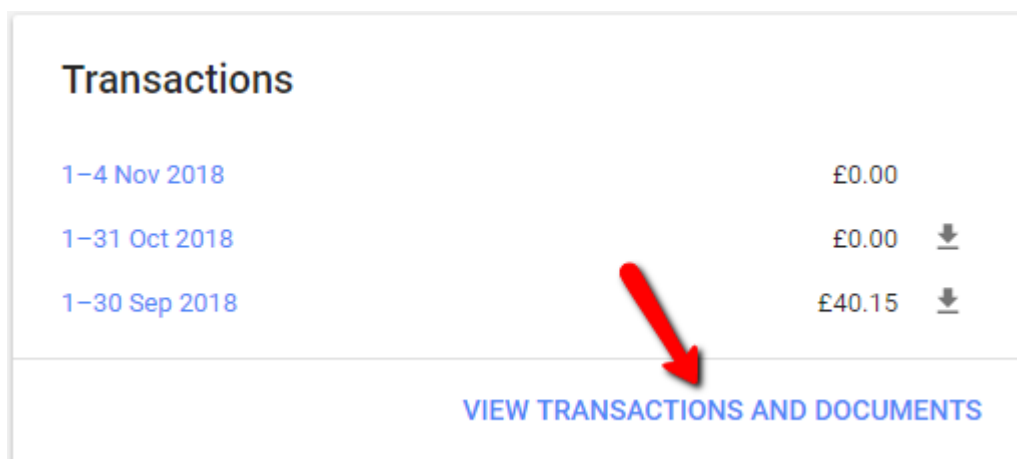 Transactions
1–4 Nov 2018 £0.00
1–31 Oct 2018 £0.00
1–30 Sep 2018 £40.15
VIEW TRANSACTIONS AND DOCUMENTS